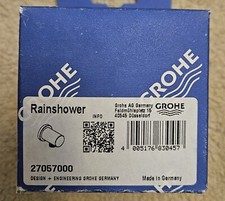 GROHE
Rainshower
INFO
Grohe AG Germany
Feldmühleplatz 15
40545 Düsseldorf
GROHE
4 005176 830457
27057000
DESIGN + ENGINEERING GROHE GERMANY
Made in Germany